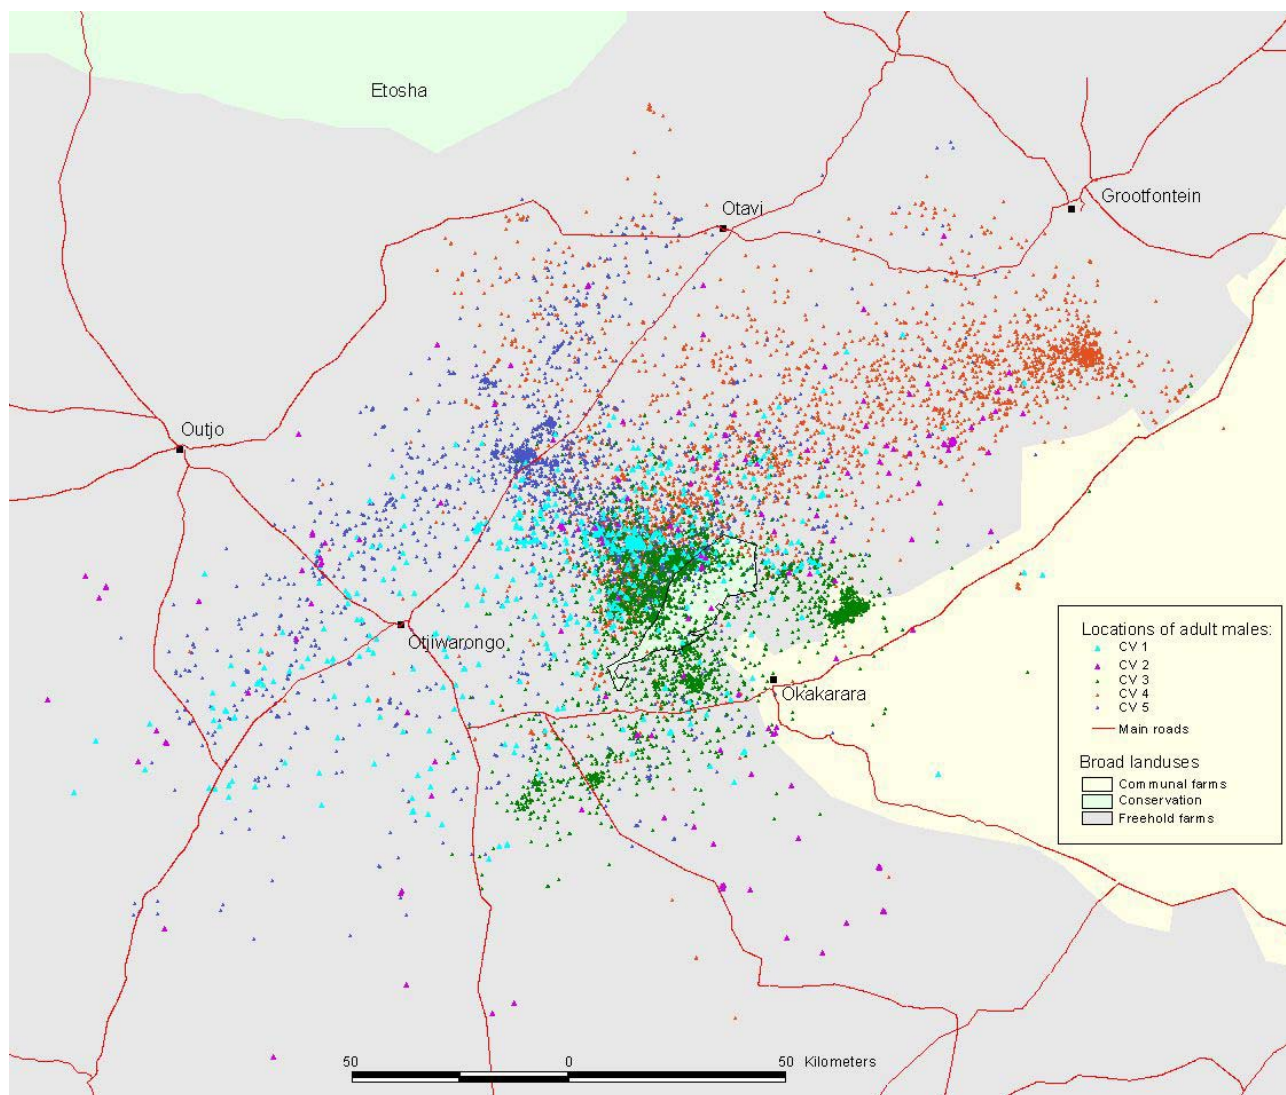 Etosha
Grootfontein
Otavi
Outjo
Otjiwarongo
Okakarara
Locations of adult males:
CV 1
CV 2
CV 3
CV 4
CV 5
Main roads
Broad landuses
Communal farms
Conservation
Freehold farms
50 0 50 Kilometers